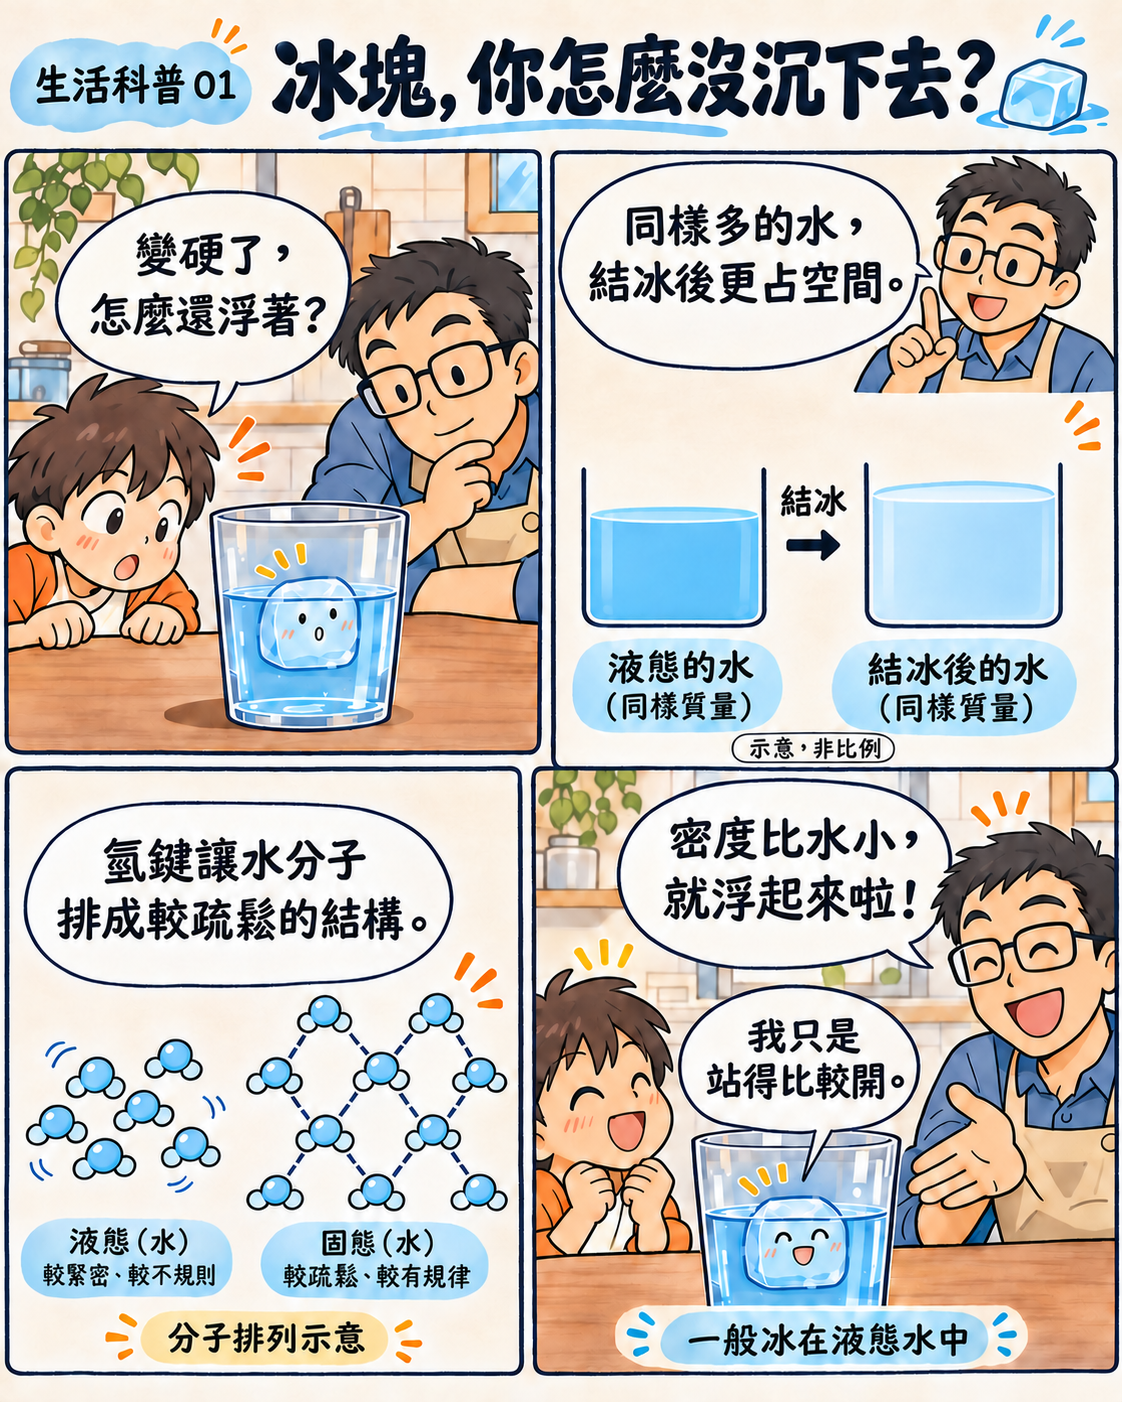 生活科普 01
冰塊，你怎麼沒沉下去？
變硬了，
怎麼還浮著？
同樣多的水，
結冰後更占空間。
結冰
液態的水
（同樣質量）
結冰後的水
（同樣質量）
示意，非比例
氫鍵讓水分子
排成較疏鬆的結構。
液態（水）
較緊密、較不規則
固態（水）
較疏鬆、較有規律
分子排列示意
密度比水小，
就浮起來啦！
我只是
站得比較開。
一般冰在液態水中